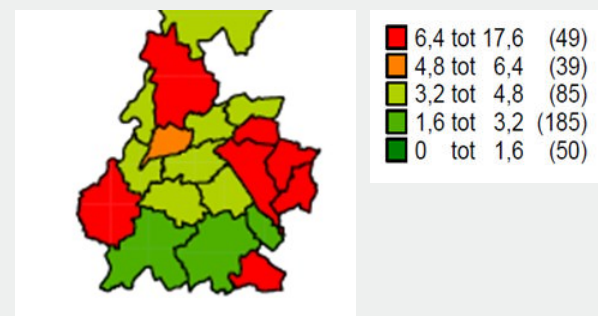 6,4 tot 17,6 (49)
4,8 tot 6,4 (39)
3,2 tot 4,8 (85)
1,6 tot 3,2 (185)
0 tot 1,6 (50)